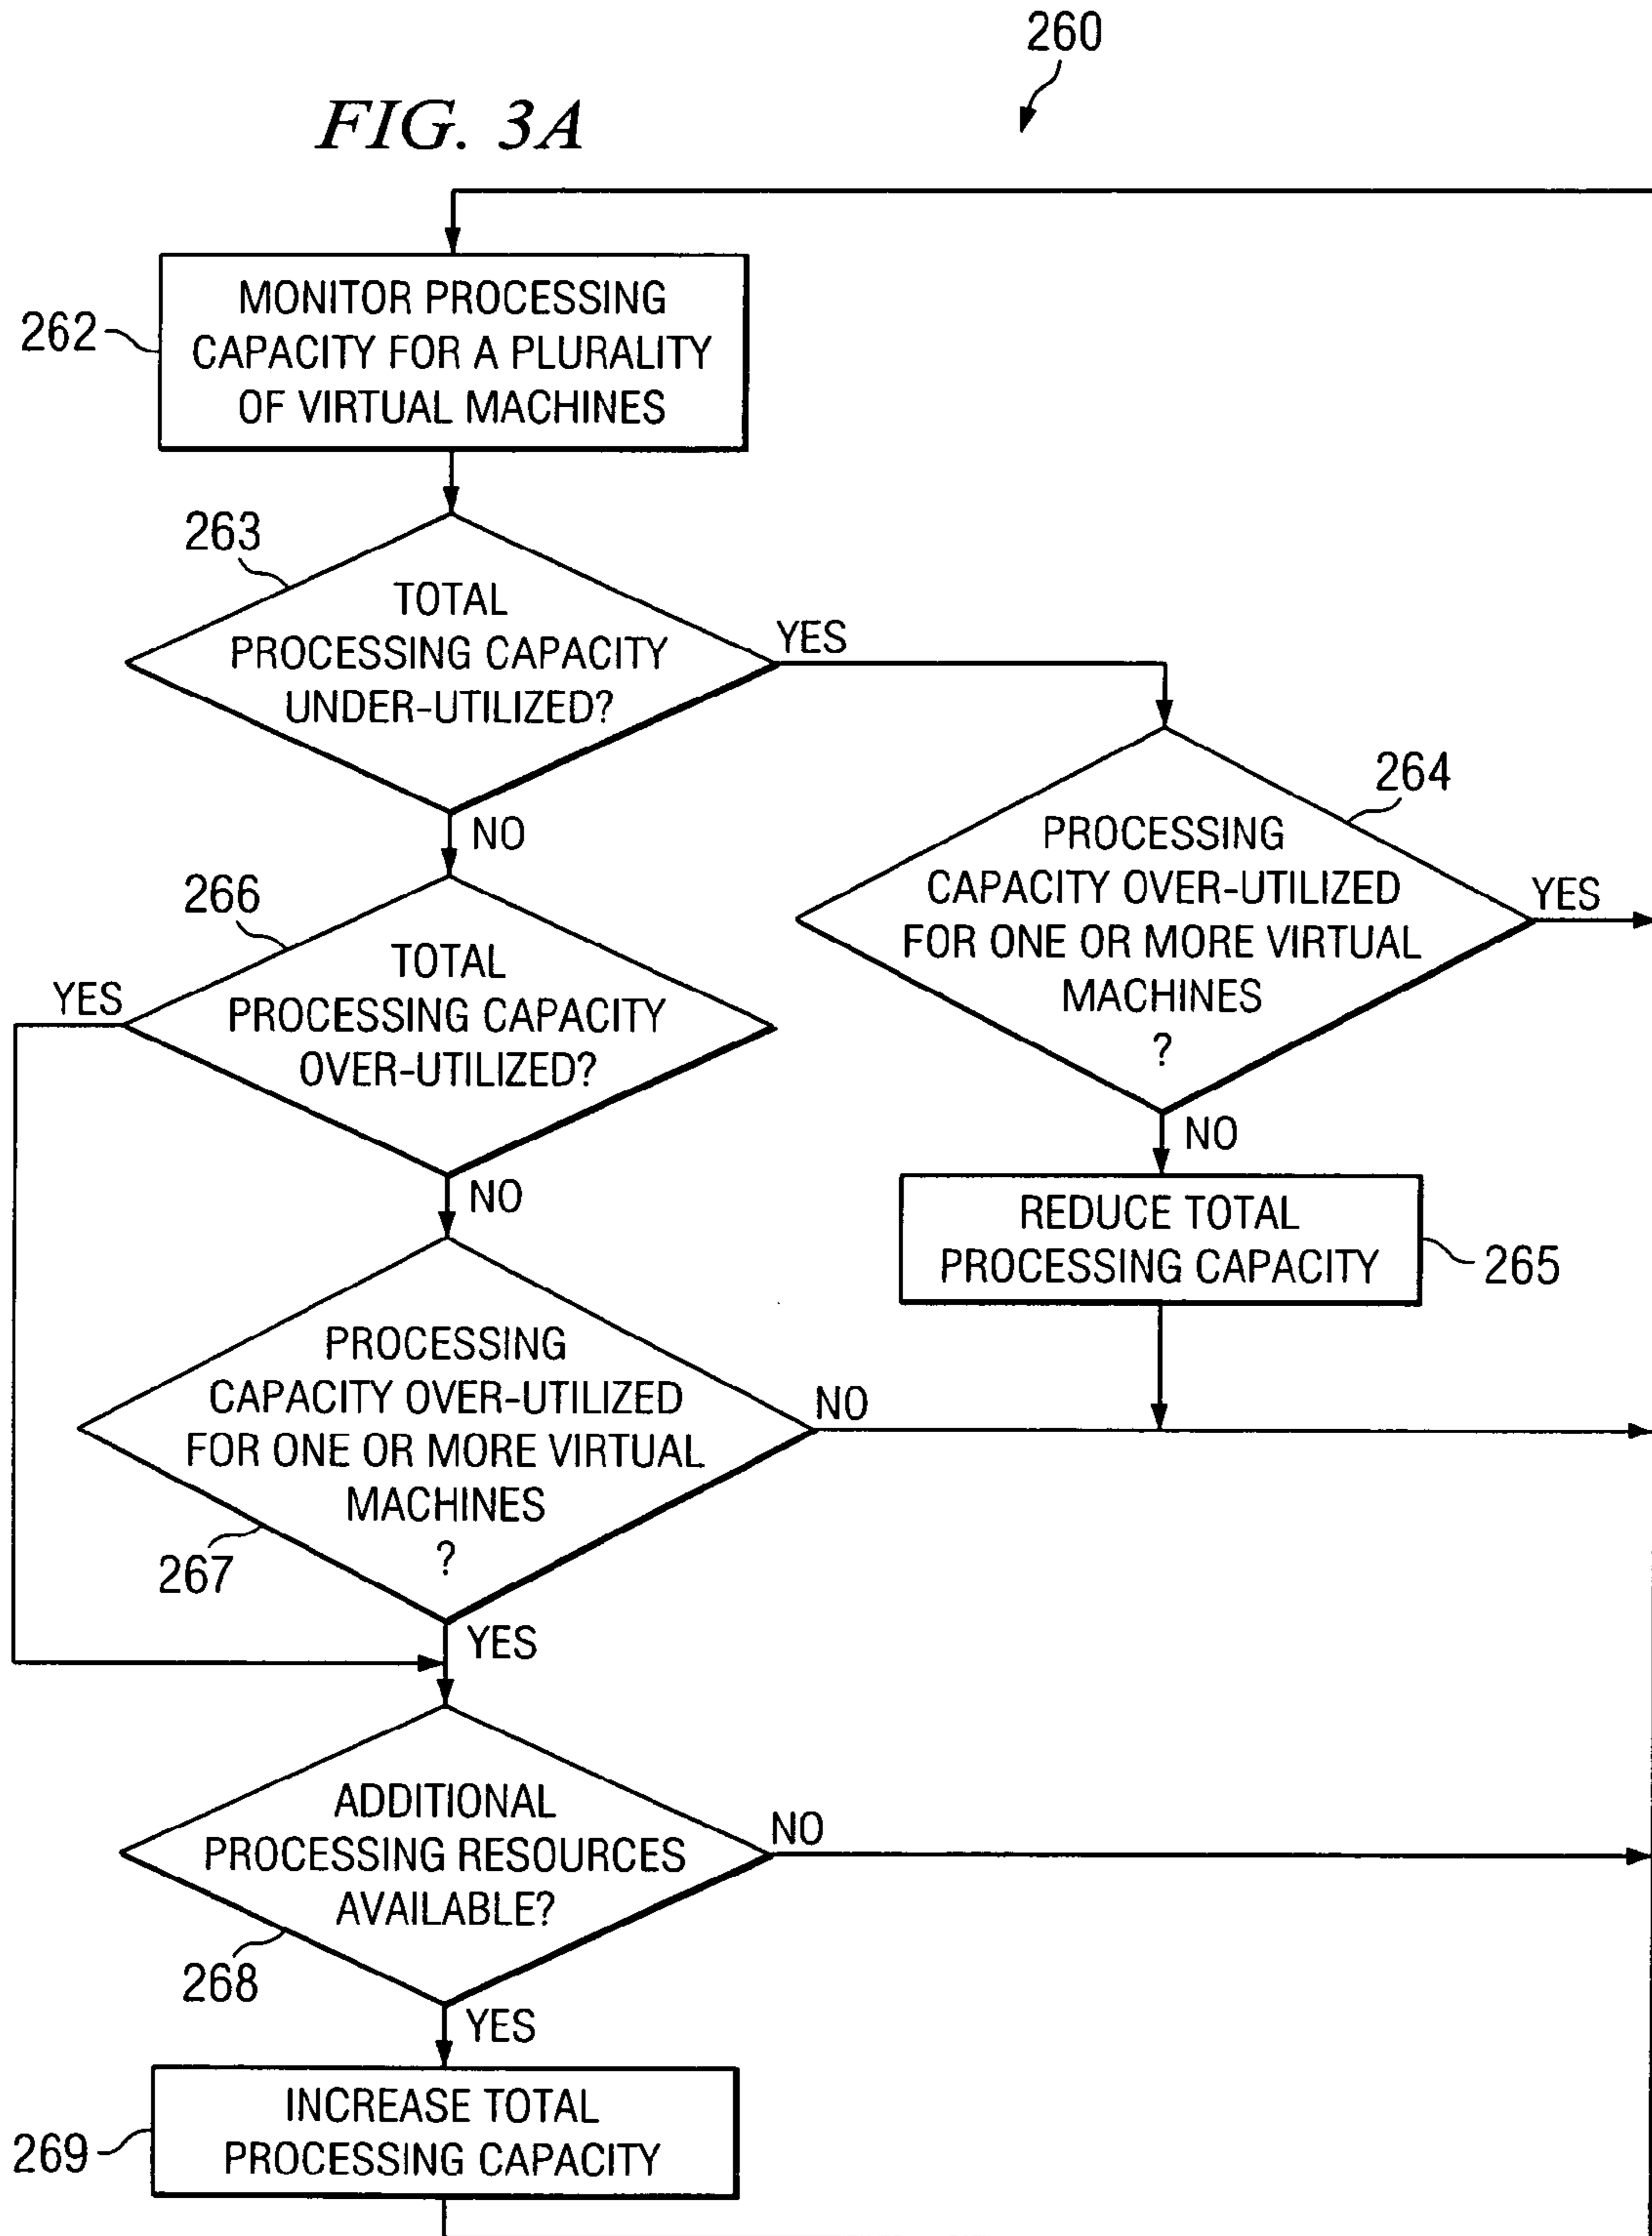 260
FIG. 3A
MONITOR PROCESSING
CAPACITY FOR A PLURALITY
OF VIRTUAL MACHINES
262
263
TOTAL
PROCESSING CAPACITY
UNDER-UTILIZED?
YES
NO
264
PROCESSING
CAPACITY OVER-UTILIZED
FOR ONE OR MORE VIRTUAL
MACHINES
?
YES
NO
REDUCE TOTAL
PROCESSING CAPACITY
265
266
TOTAL
PROCESSING CAPACITY
OVER-UTILIZED?
YES
NO
PROCESSING
CAPACITY OVER-UTILIZED
FOR ONE OR MORE VIRTUAL
MACHINES
?
267
NO
YES
ADDITIONAL
PROCESSING RESOURCES
AVAILABLE?
268
NO
YES
INCREASE TOTAL
PROCESSING CAPACITY
269